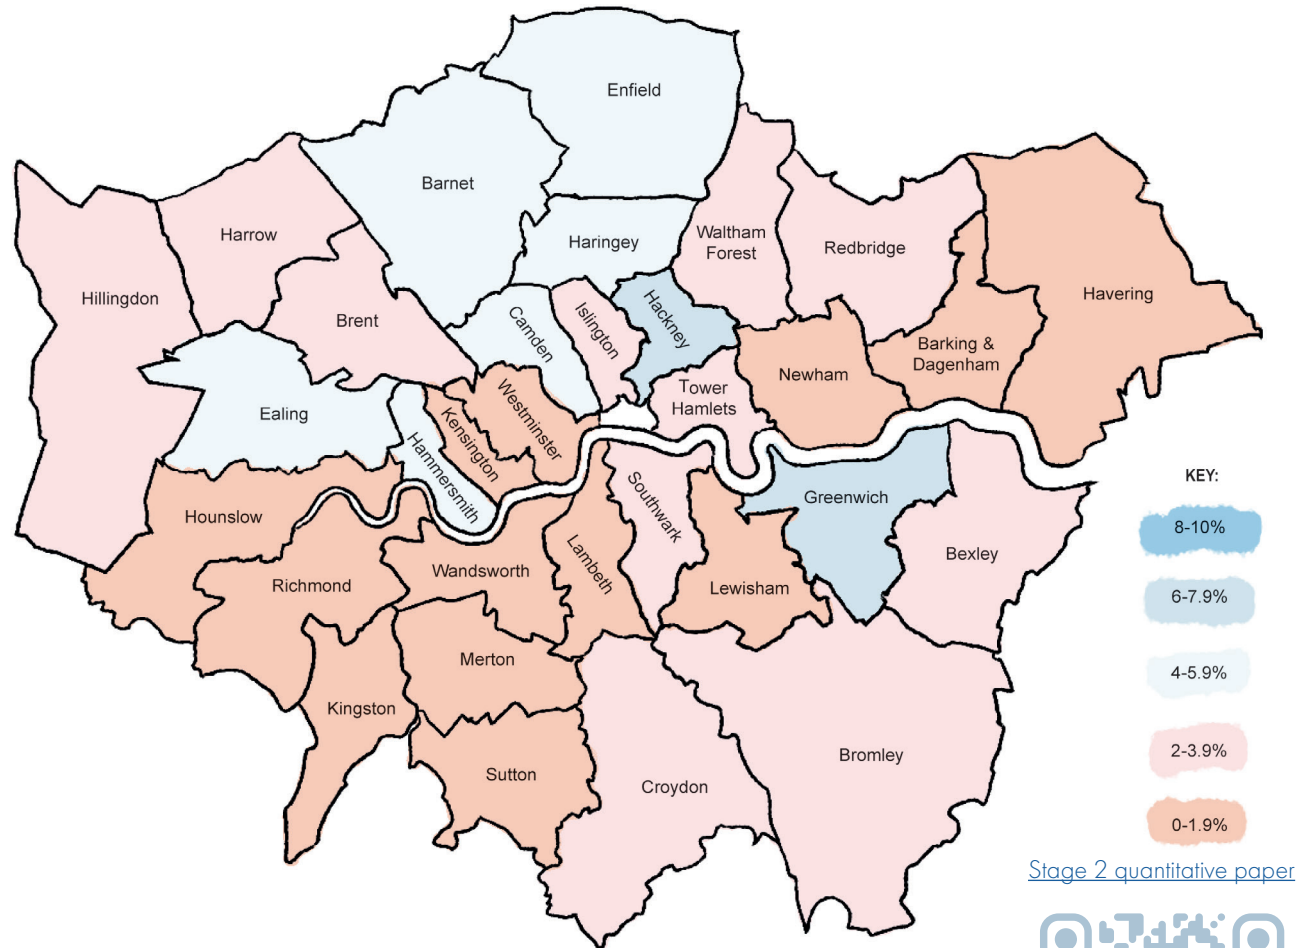 Enfield
Barnet
Haringey
Waltham
Forest
Redbridge
Harrow
Havering
Hillingdon
Brent
Camden
Islington
Hackney
Barking &
Dagenham
Newham
Tower
Hamlets
Ealing
Westminster
Kensington
Hammersmith
Hounslow
Southwark
Greenwich
Bexley
Richmond
Wandsworth
Lambeth
Lewisham
Merton
Kingston
Sutton
Croydon
Bromley
KEY:
8-10%
6-7.9%
4-5.9%
2-3.9%
0-1.9%
Stage 2 quantitative paper